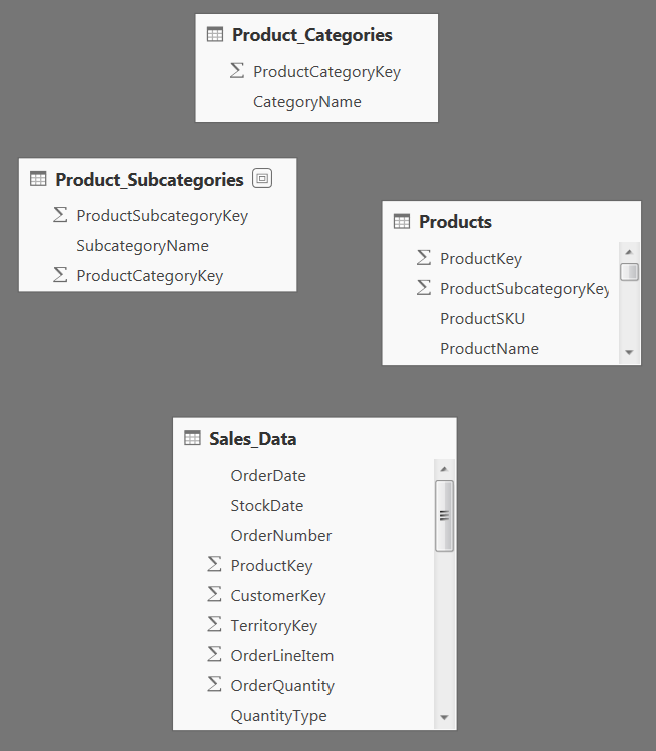 Product_Categories
ProductCategoryKey
CategoryName
Product_Subcategories
ProductSubcategoryKey
SubcategoryName
ProductCategoryKey
Products
ProductKey
ProductSubcategoryKey
ProductSKU
ProductName
Sales_Data
OrderDate
StockDate
OrderNumber
ProductKey
CustomerKey
TerritoryKey
OrderLineItem
OrderQuantity
QuantityType